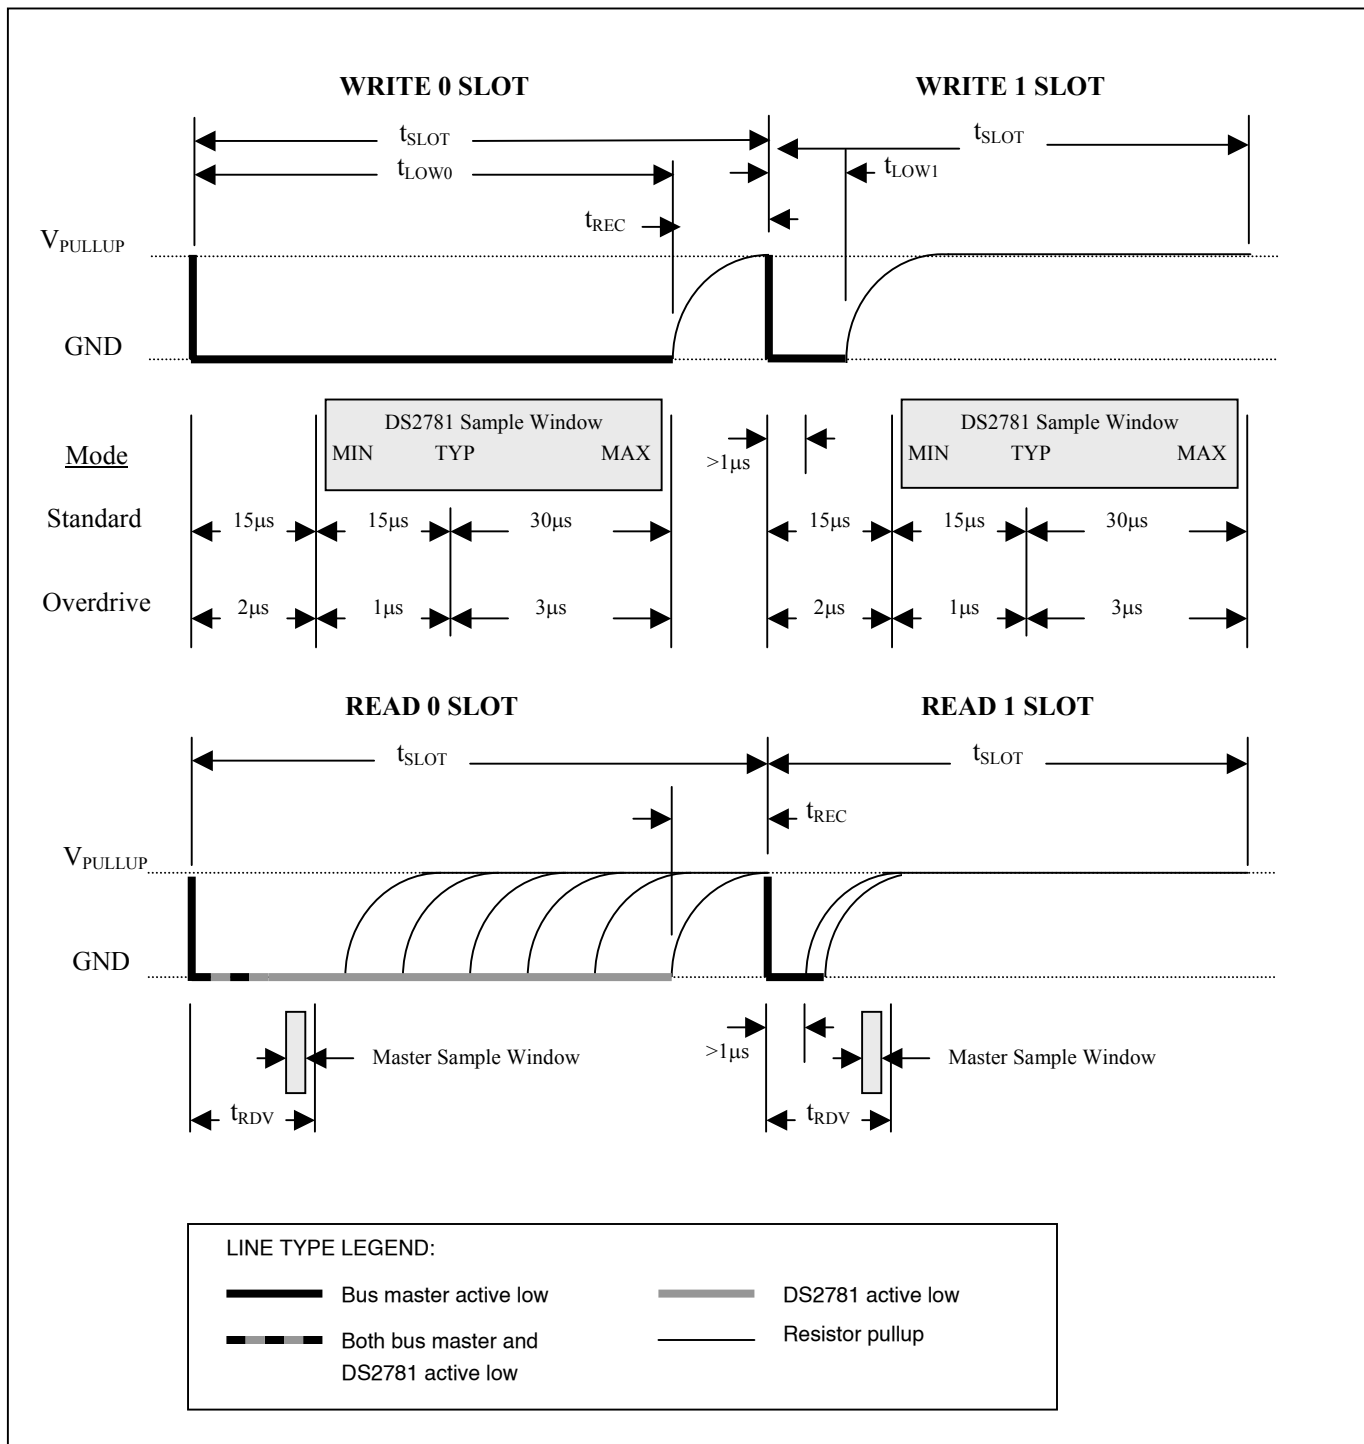 WRITE 0 SLOT WRITE 1 SLOT
tSLOT tSLOT
tLOW0 tLOW1
tREC
VPULLUP
GND
DS2781 Sample Window DS2781 Sample Window
Mode MIN TYP MAX >1μs MIN TYP MAX
Standard 15μs 15μs 30μs 15μs 15μs 30μs
Overdrive 2μs 1μs 3μs 2μs 1μs 3μs
READ 0 SLOT READ 1 SLOT
tSLOT tSLOT
tREC
VPULLUP
GND
>1μs
Master Sample Window Master Sample Window
tRDV tRDV
LINE TYPE LEGEND:
Bus master active low DS2781 active low
Both bus master and Resistor pullup
DS2781 active low